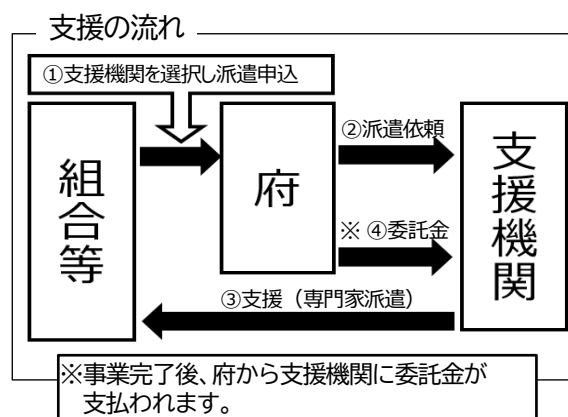 支援の流れ
①支援機関を選択し派遣申込
組合等
府
支援機関
②派遣依頼
※ ④委託金
③支援（専門家派遣）
※事業完了後、府から支援機関に委託金が
支払われます。